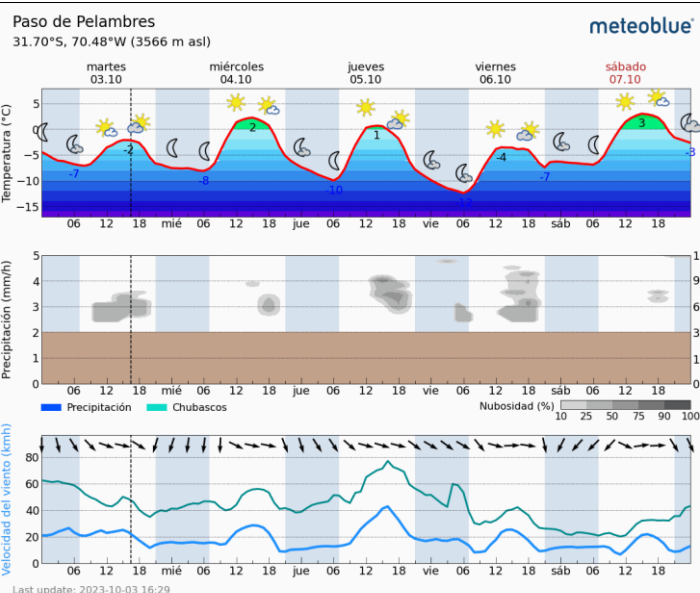 Paso de Pelambres
meteoblue
31.70°S, 70.48°W (3566 m asl)
martes miércoles jueves viernes sábado
03.10 04.10 05.10 06.10 07.10
Temperatura (°C)
5
0
−5
−10
−15
-7 -2 -8 2 -10 1 -12 -4 -7 3 -3
06 12 18 mié 06 12 18 jue 06 12 18 vie 06 12 18 sáb 06 12 18
Precipitación (mm/h)
5
4
3
2
1
0
1
9
6
3
1
0
06 12 18 mié 06 12 18 jue 06 12 18 vie 06 12 18 sáb 06 12 18
Precipitación Chubascos Nubosidad (%) 10 25 50 75 90 100
Velocidad del viento (kmh)
80
60
40
20
0
06 12 18 mié 06 12 18 jue 06 12 18 vie 06 12 18 sáb 06 12 18
Last update: 2023-10-03 16:29